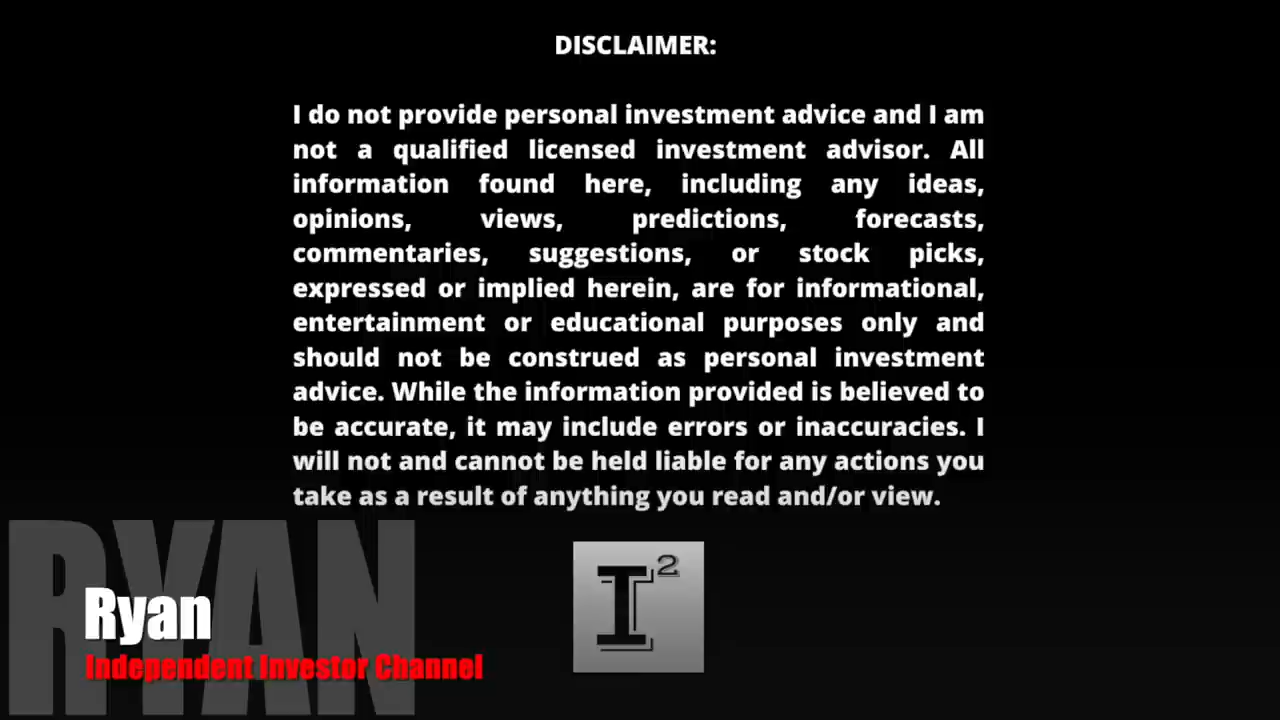 DISCLAIMER:
I do not provide personal investment advice and I am
not a qualified licensed investment advisor. All
information found here, including any ideas,
opinions, views, predictions, forecasts,
commentaries, suggestions, or stock picks,
expressed or implied herein, are for informational,
entertainment or educational purposes only and
should not be construed as personal investment
advice. While the information provided is believed to
be accurate, it may include errors or inaccuracies. I
will not and cannot be held liable for any actions you
take as a result of anything you read and/or view.
RYAN
Ryan
Independent Investor Channel
I²